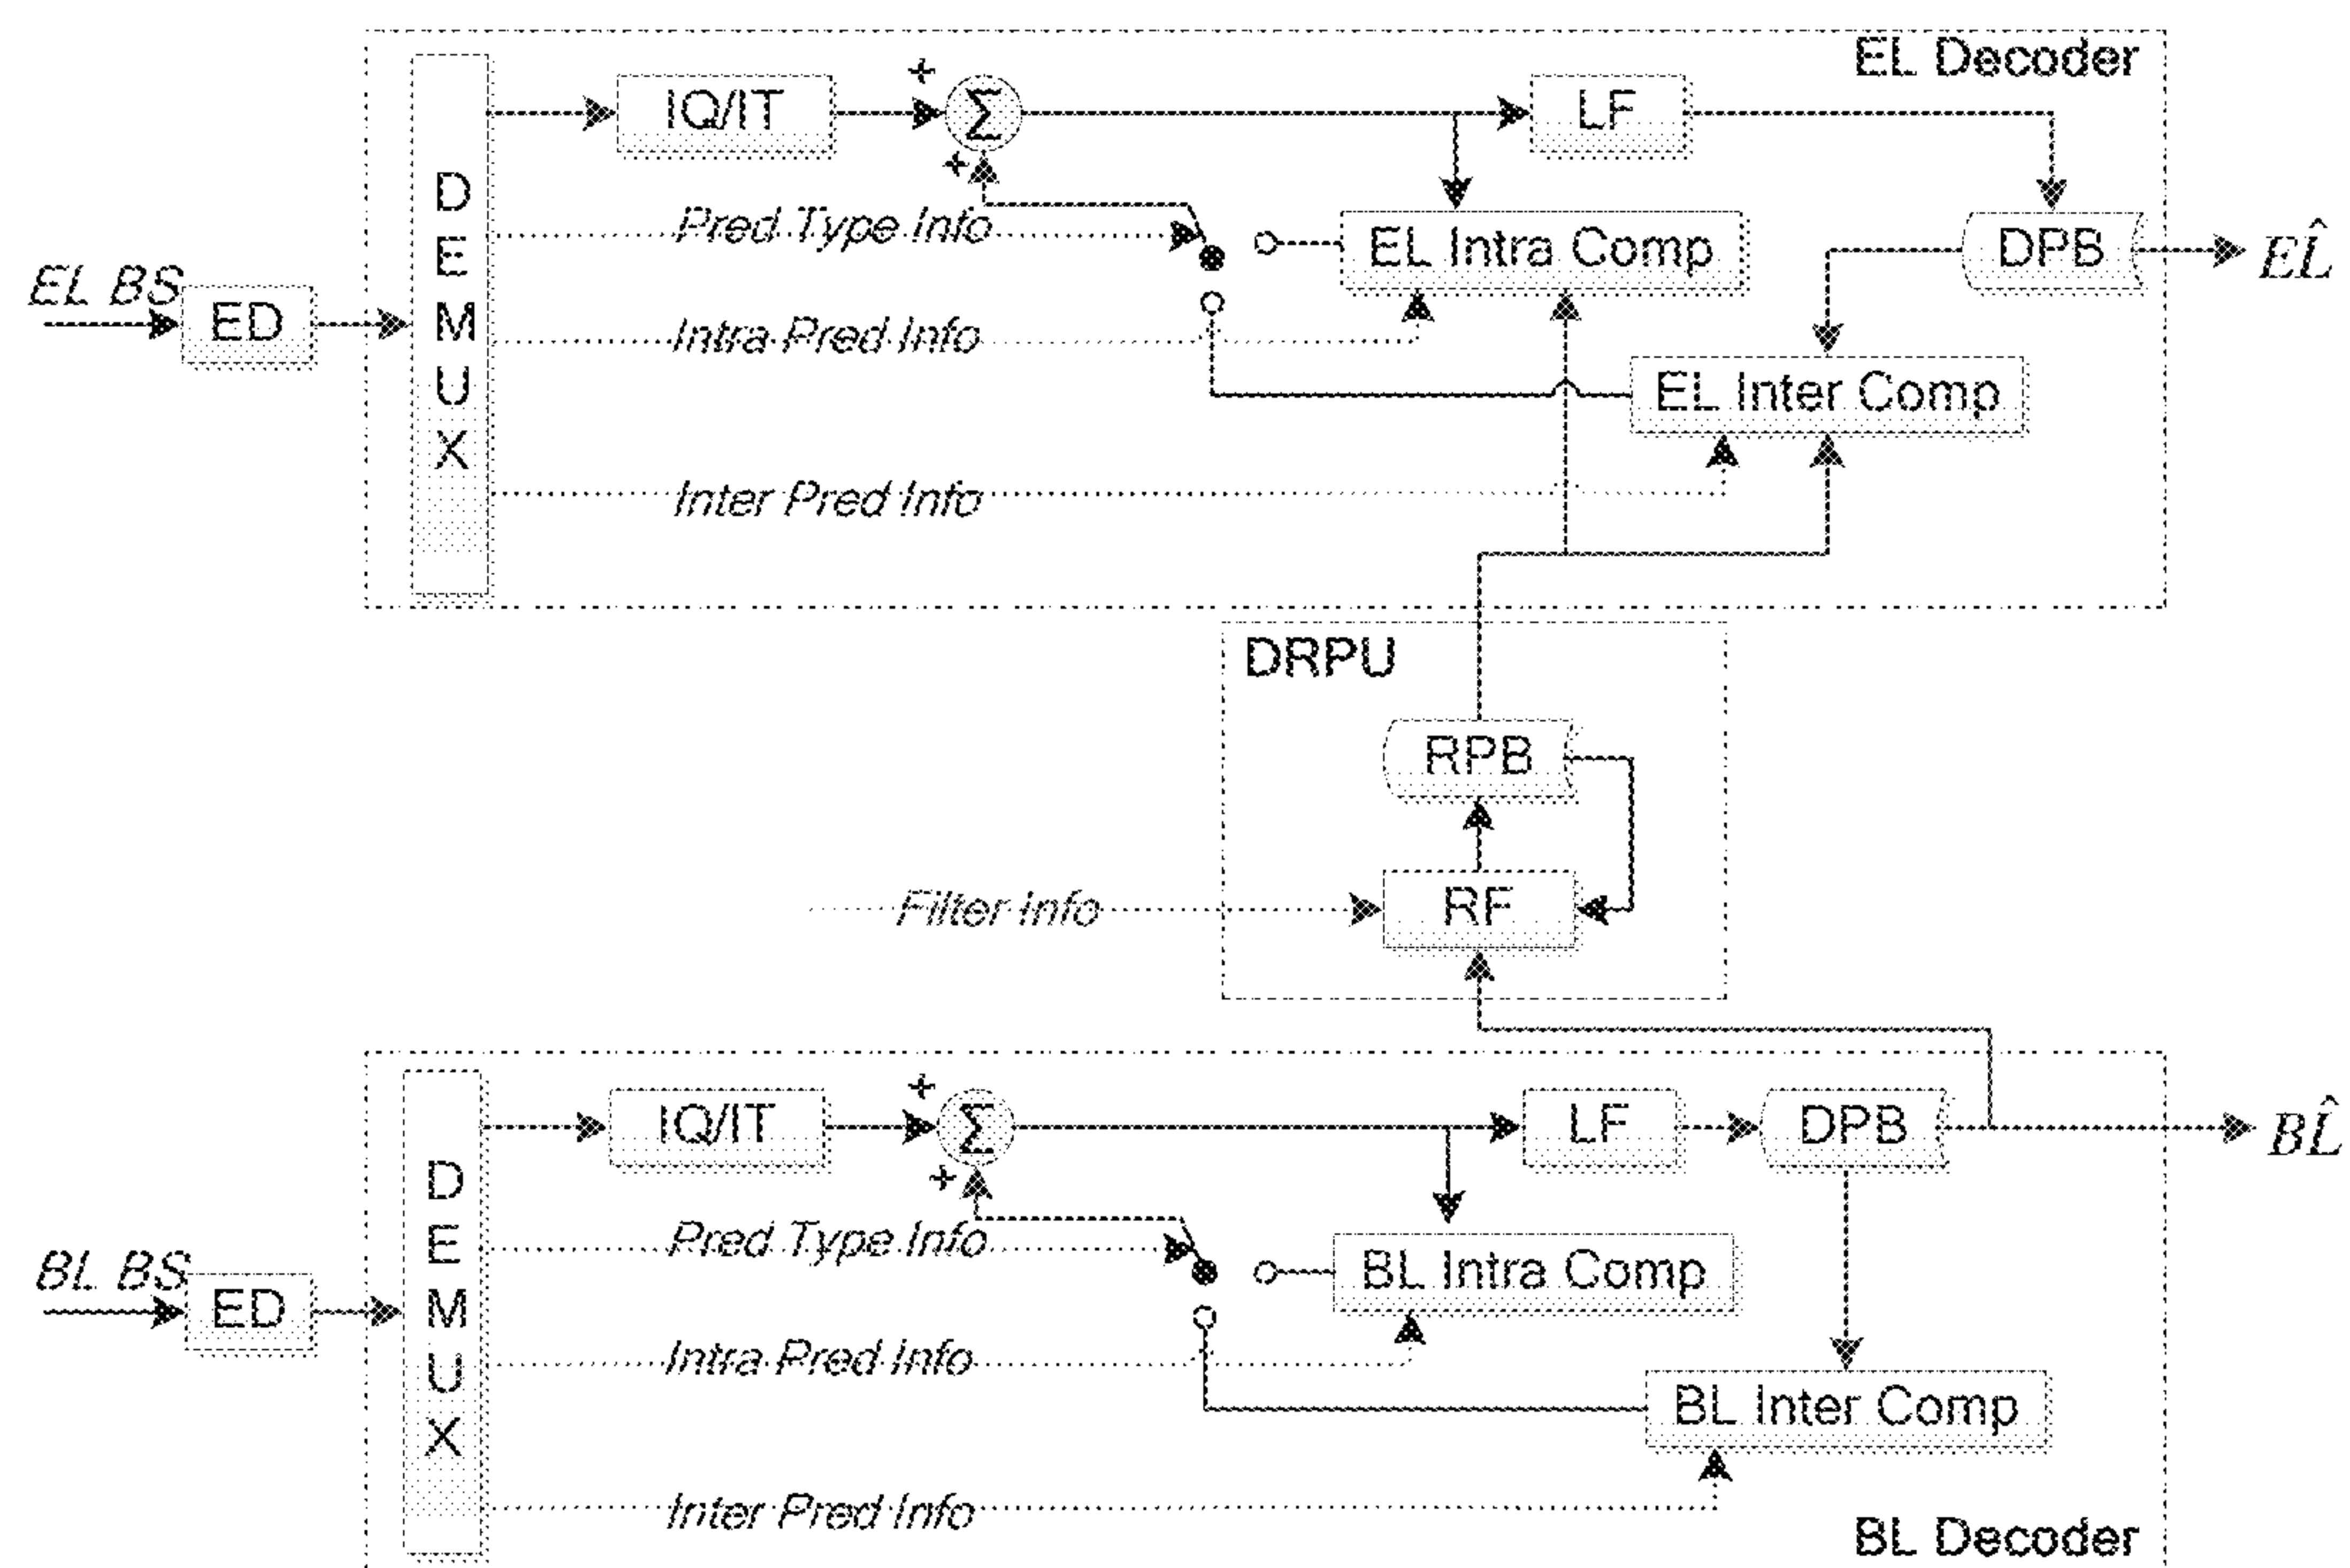 EL Decoder
+
IQ/IT
Σ
LF
+
DEMUX
Pred Type Info
EL Intra Comp
DPB
EL̂
EL BS
ED
Intra Pred Info
EL Inter Comp
Inter Pred Info
DRPU
RPB
Filter Info
RF
+
IQ/IT
Σ
LF
DPB
BL̂
+
DEMUX
Pred Type Info
BL Intra Comp
BL BS
ED
Intra Pred Info
BL Inter Comp
Inter Pred Info
BL Decoder